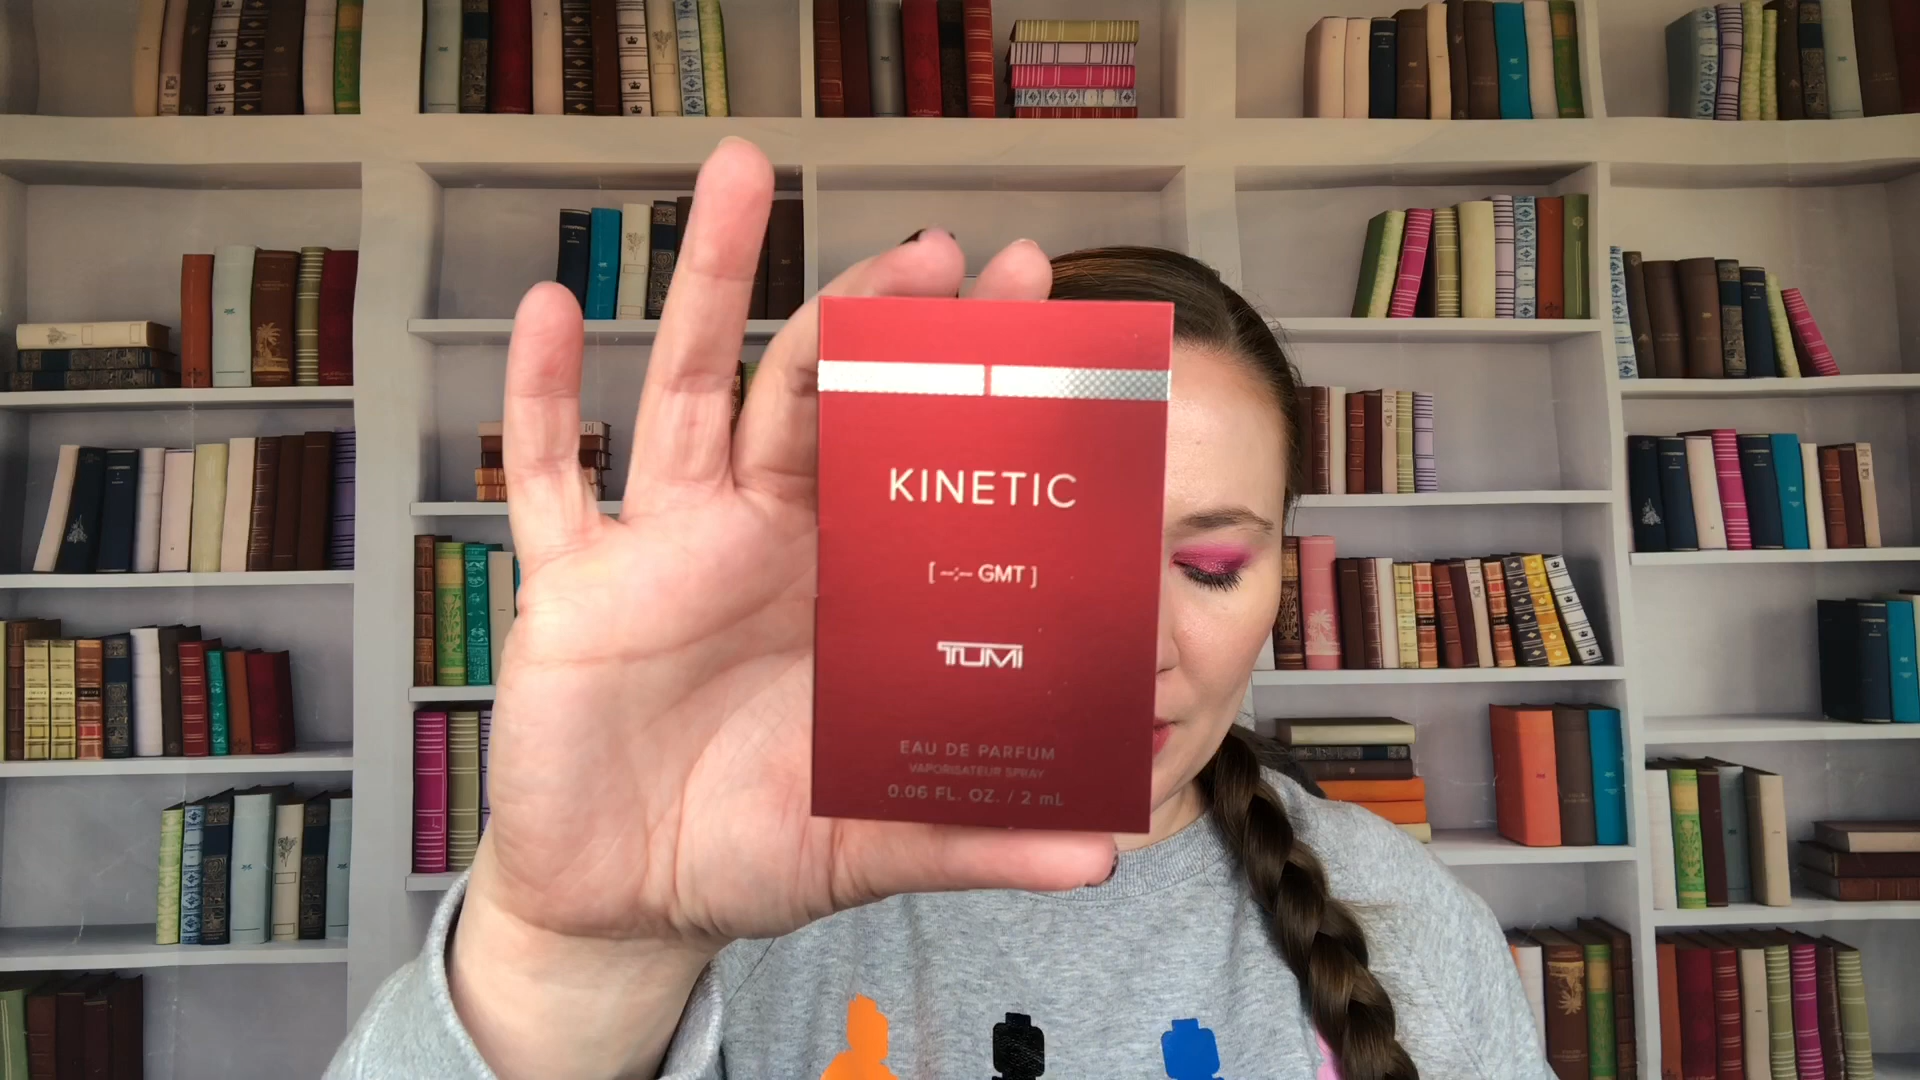 KINETIC
[ --:-- GMT ]
TUMI
EAU DE PARFUM
VAPORISATEUR SPRAY
0.06 FL. OZ. / 2 mL